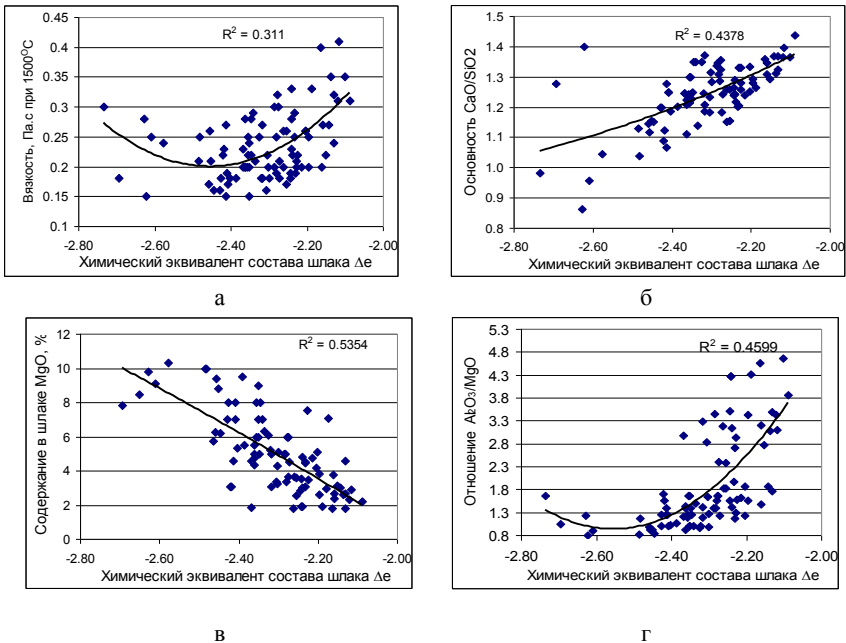 0.45
0.4
0.35
0.3
0.25
0.2
0.15
0.1
Вязкость, Па.с при 1500⁰С
R² = 0.311
-2.80 -2.60 -2.40 -2.20 -2.00
Химический эквивалент состава шлака Δe
а
1.5
1.4
1.3
1.2
1.1
1.0
0.9
0.8
Основность CaO/SiO2
R² = 0.4378
-2.80 -2.60 -2.40 -2.20 -2.00
Химический эквивалент состава шлака Δe
б
12
10
8
6
4
2
0
Содержание в шлаке MgO, %
R² = 0.5354
-2.80 -2.60 -2.40 -2.20 -2.00
Химический эквивалент состава шлака Δe
в
5.3
4.8
4.3
3.8
3.3
2.8
2.3
1.8
1.3
0.8
Отношение Al₂O₃/MgO
R² = 0.4599
-2.80 -2.60 -2.40 -2.20 -2.00
Химический эквивалент состава шлака Δe
г